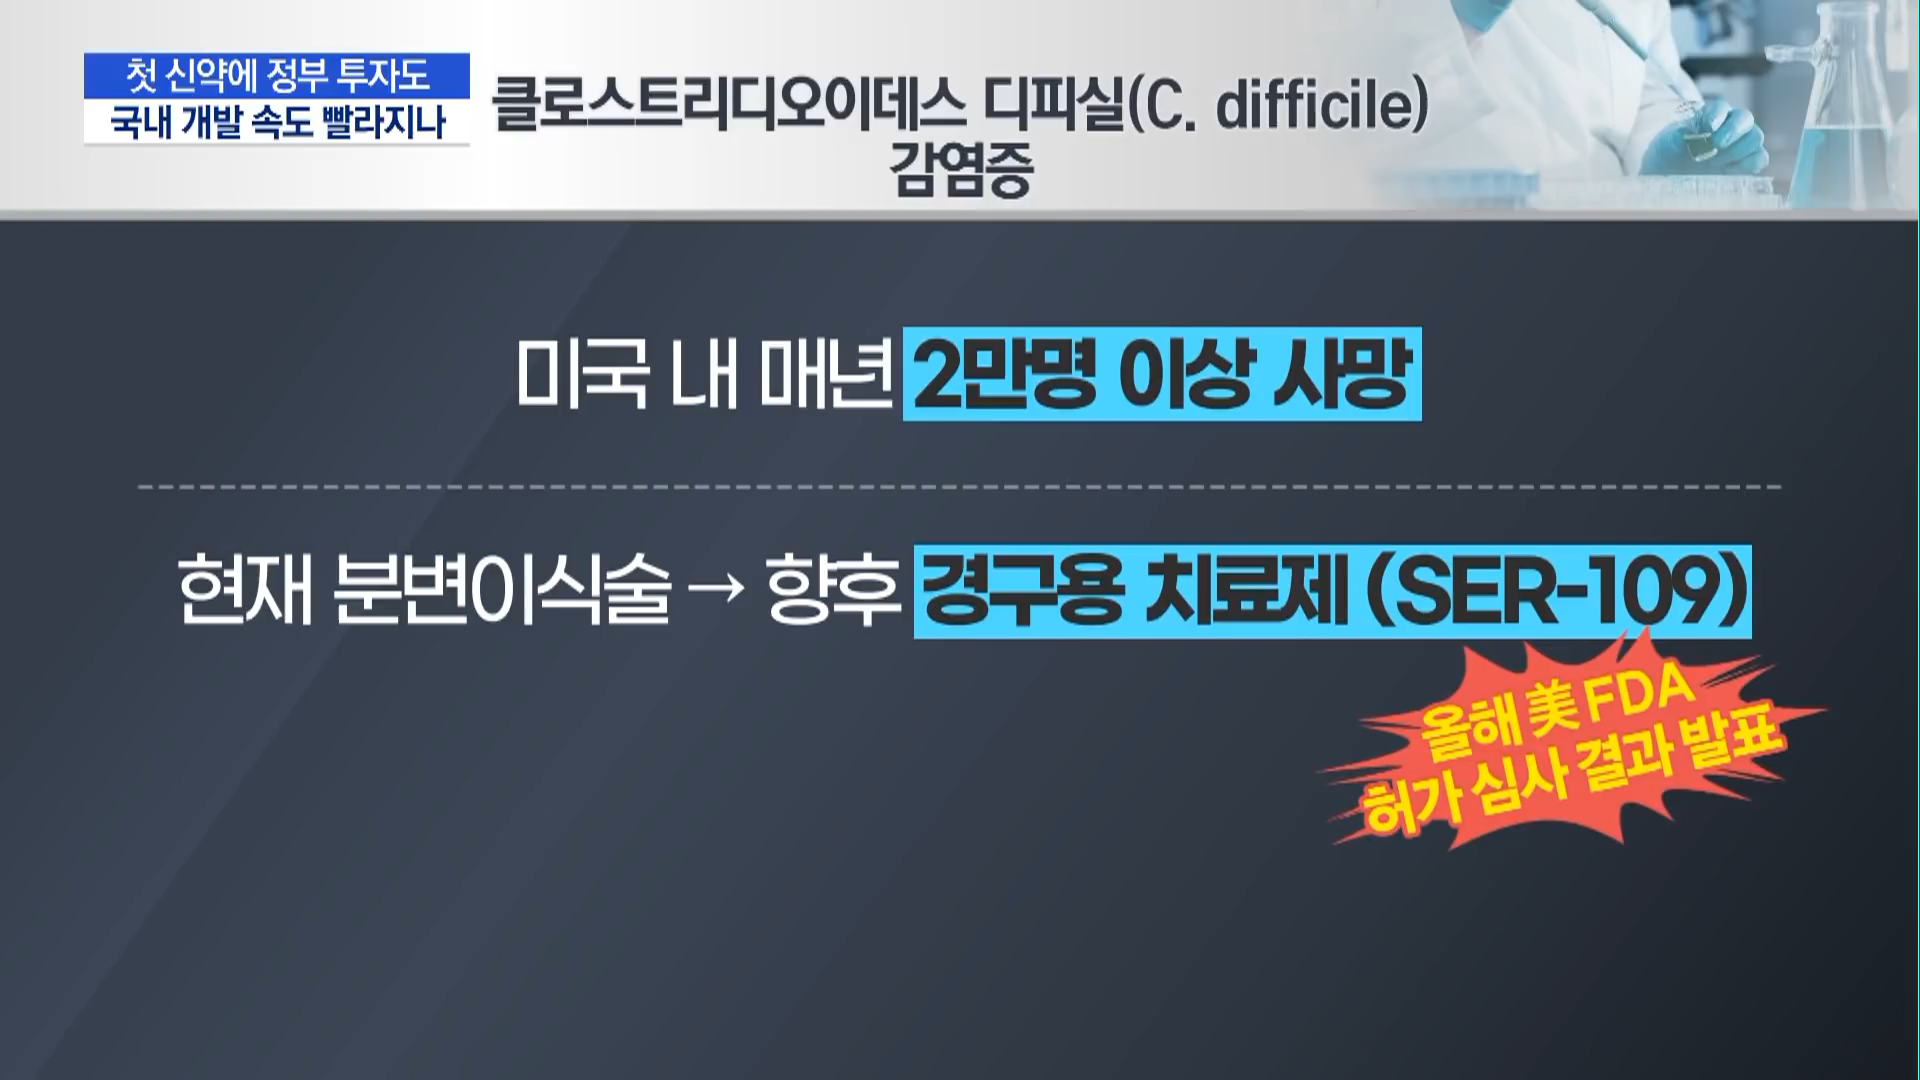 첫 신약에 정부 투자도
국내 개발 속도 빨라지나
클로스트리디오이데스 디피실(C. difficile)
감염증
미국 내 매년 2만명 이상 사망
현재 분변이식술 → 향후 경구용 치료제 (SER-109)
올해 美 FDA
허가 심사 결과 발표